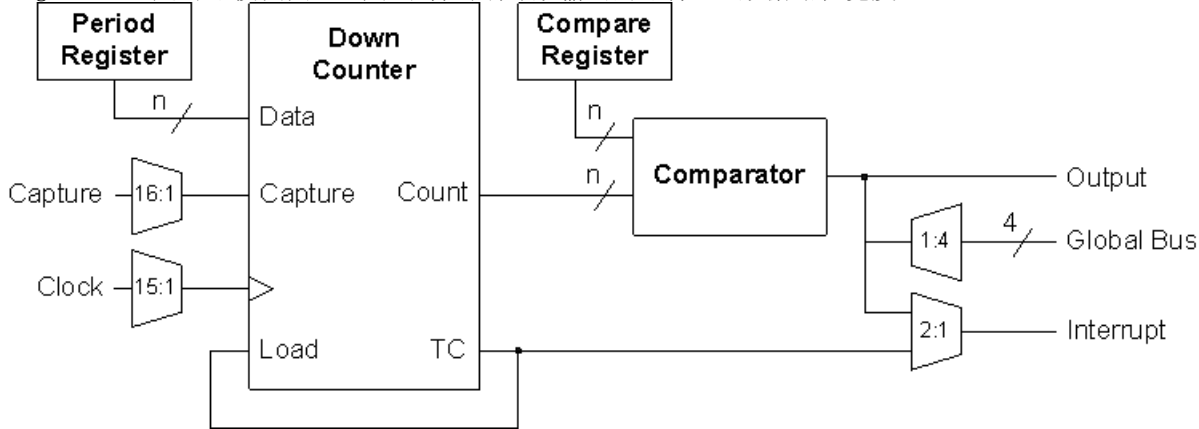 Period
Register
Down
Counter
Compare
Register
n
Data
n
Capture
16:1
Capture
Count
n
Comparator
Output
1:4
4
Global Bus
Clock
15:1
2:1
Interrupt
Load
TC